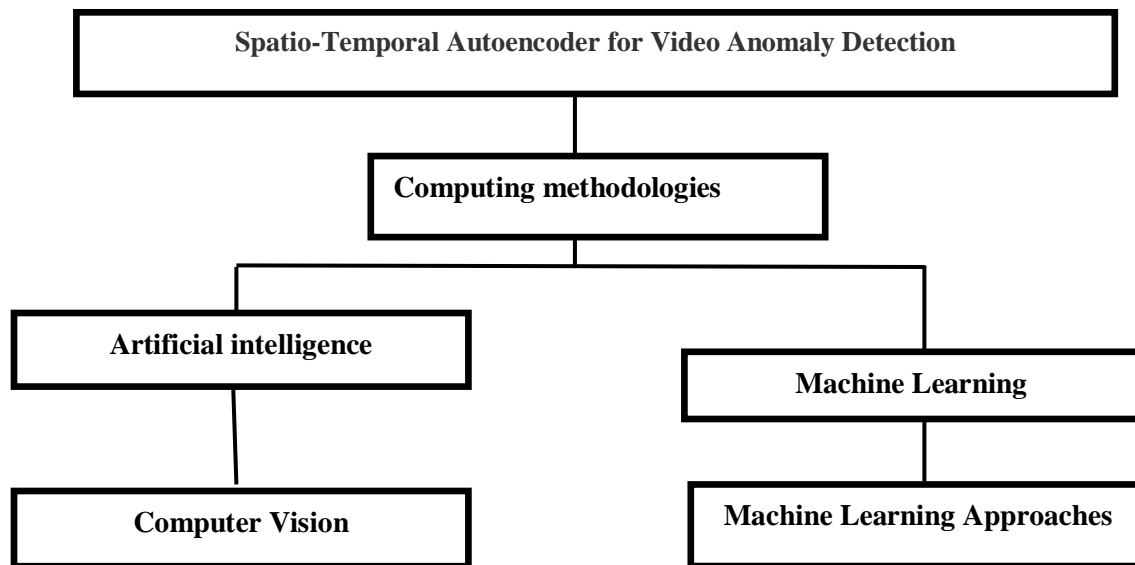 Spatio-Temporal Autoencoder for Video Anomaly Detection
Computing methodologies
Artificial intelligence
Machine Learning
Computer Vision
Machine Learning Approaches